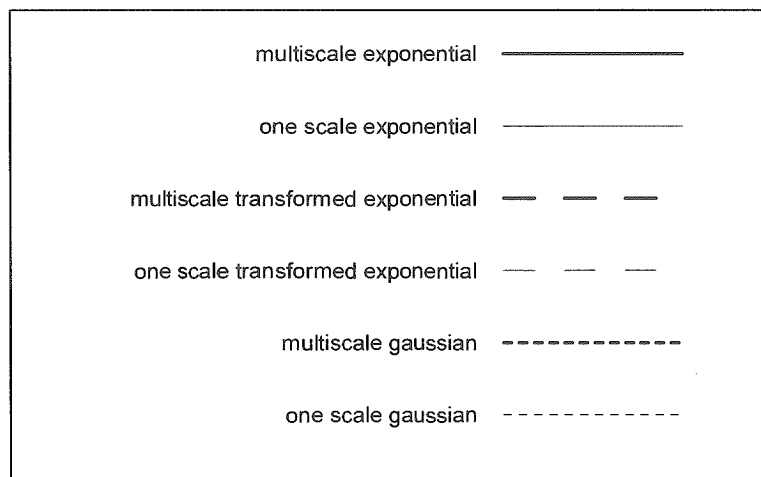 multiscale exponential
one scale exponential
multiscale transformed exponential
one scale transformed exponential
multiscale gaussian
one scale gaussian